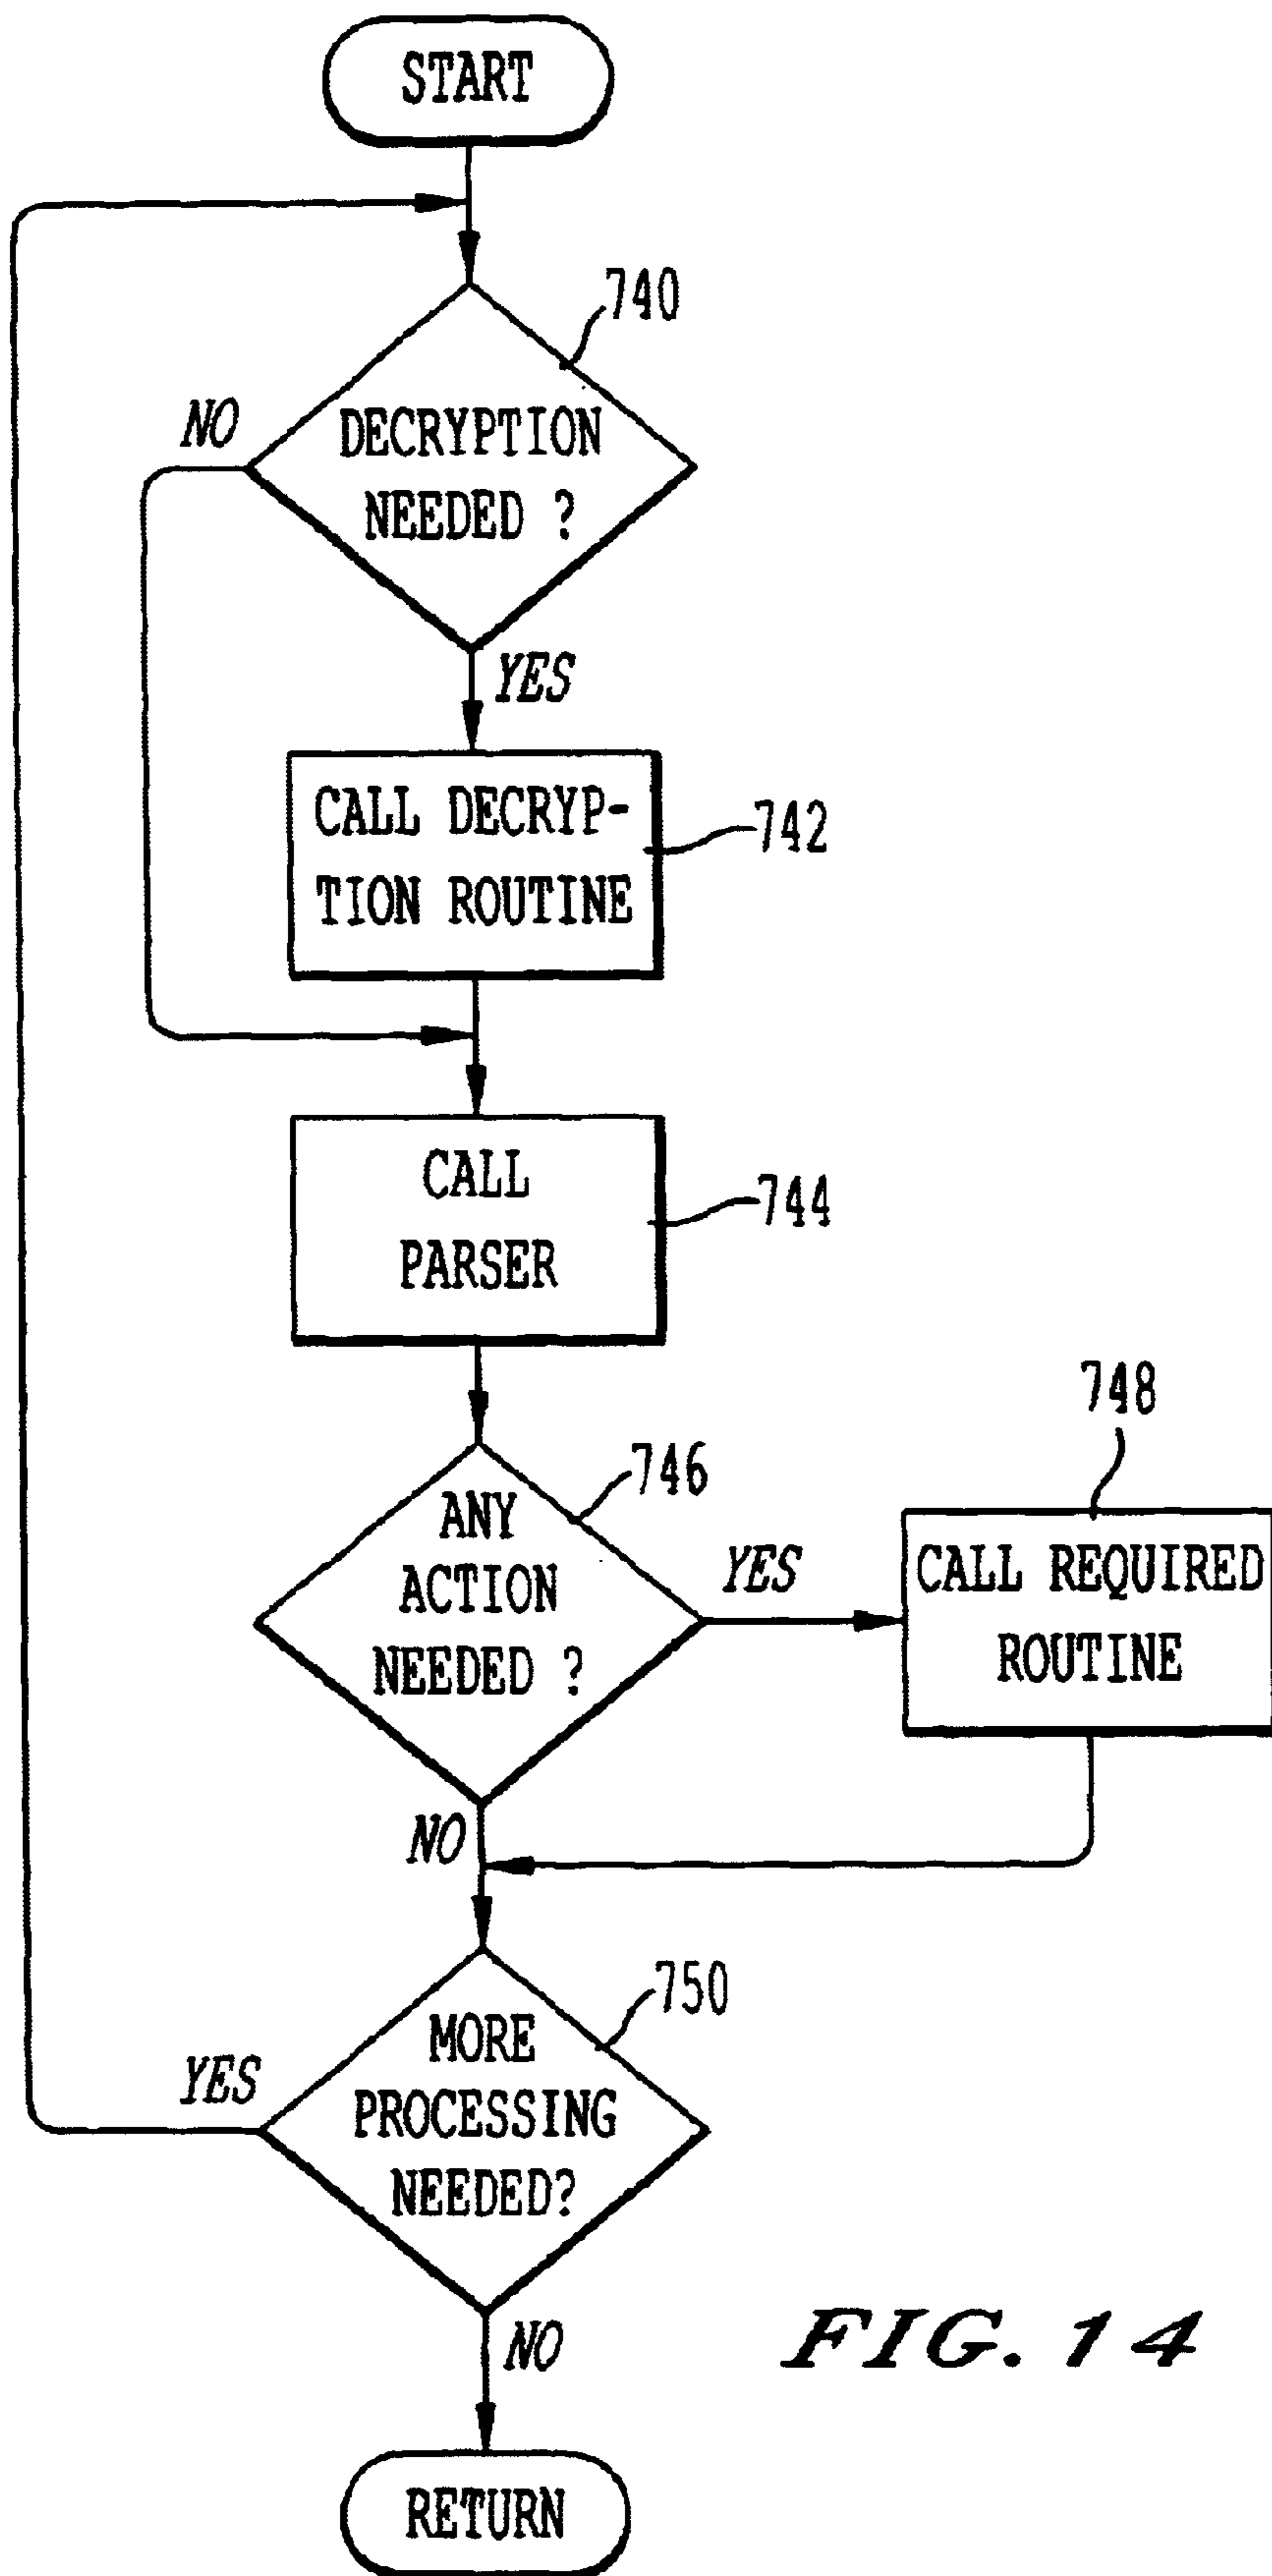 START
740
NO
DECRYPTION
NEEDED ?
YES
CALL DECRYP-
TION ROUTINE
742
CALL
PARSER
744
746
748
ANY
ACTION
NEEDED ?
YES
CALL REQUIRED
ROUTINE
NO
750
YES
MORE
PROCESSING
NEEDED?
NO
FIG. 14
RETURN